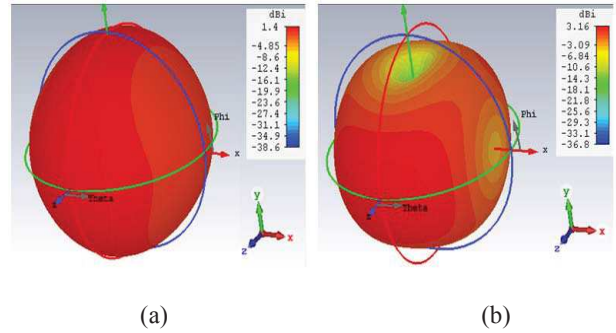 dBi
1.4
-4.85
-8.6
-12.4
-16.1
-19.9
-23.6
-27.4
-31.1
-34.9
-38.6
Phi
x
z
Theta
y
x
z
dBi
3.16
-3.09
-6.84
-10.6
-14.3
-18.1
-21.8
-25.6
-29.3
-33.1
-36.8
Phi
x
z
Theta
y
x
z
(a)
(b)